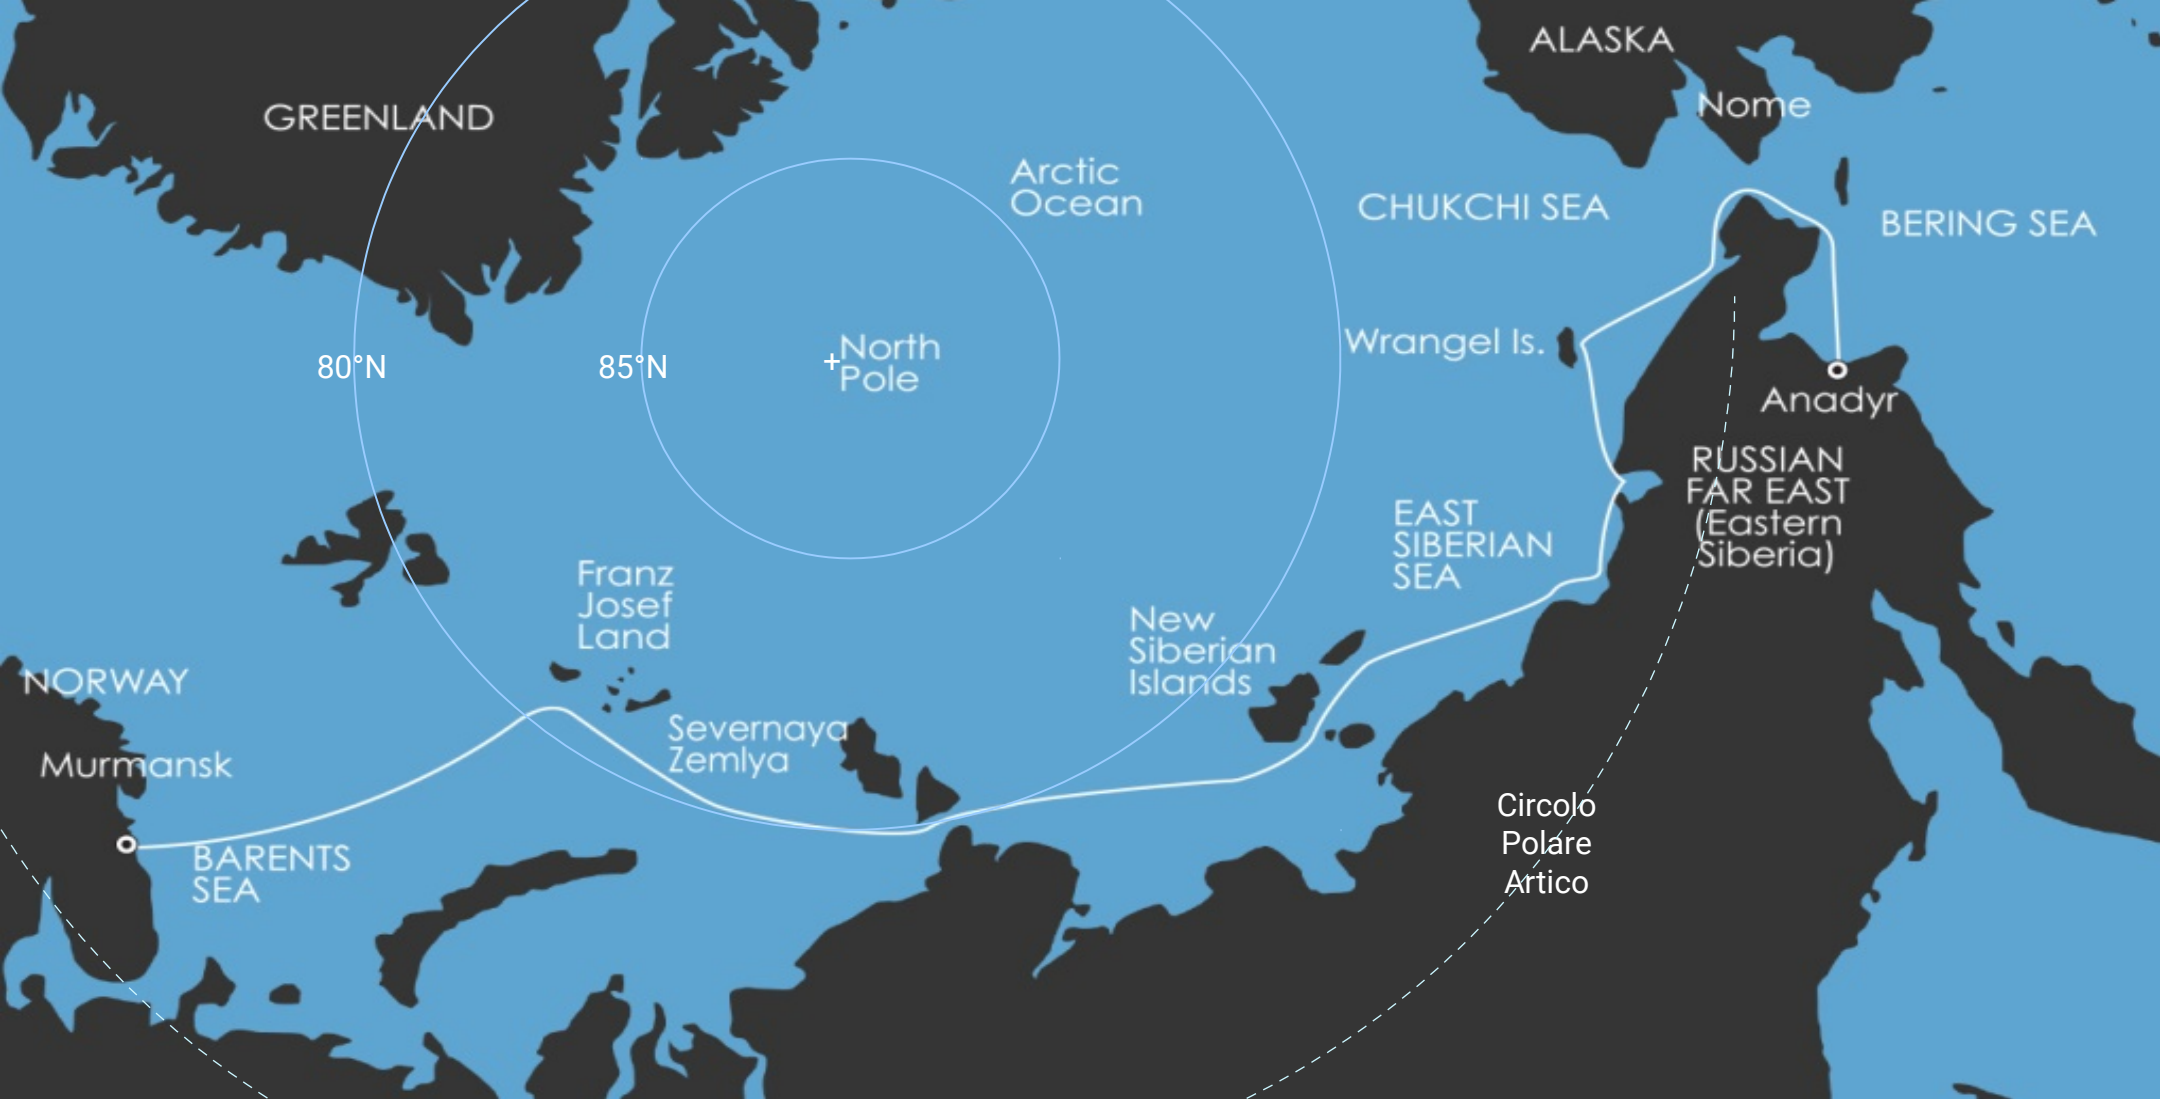 ALASKA
GREENLAND
Nome
Arctic
Ocean
CHUKCHI SEA
BERING SEA
80°N
85°N
+North
Pole
Wrangel Is.
Anadyr
RUSSIAN
FAR EAST
(Eastern
Siberia)
EAST
SIBERIAN
SEA
Franz
Josef
Land
New
Siberian
Islands
NORWAY
Severnaya
Zemlya
Murmansk
Circolo
Polare
Artico
BARENTS
SEA